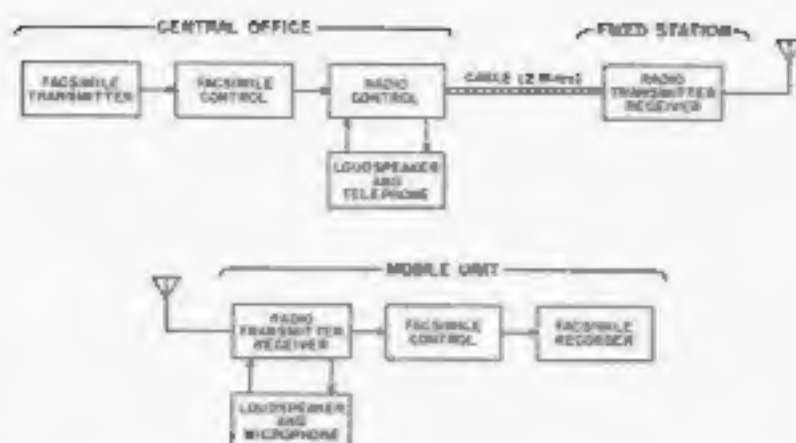 CENTRAL OFFICE
FIXED STATION
FACSIMILE
TRANSMITTER
FACSIMILE
CONTROL
RADIO
CONTROL
CABLE
RADIO
TRANSMITTER
RECEIVER
LOUDSPEAKER
AND
TELEPHONE
MOBILE UNIT
RADIO
TRANSMITTER
RECEIVER
FACSIMILE
CONTROL
FACSIMILE
RECORDER
LOUDSPEAKER
AND
MICROPHONE